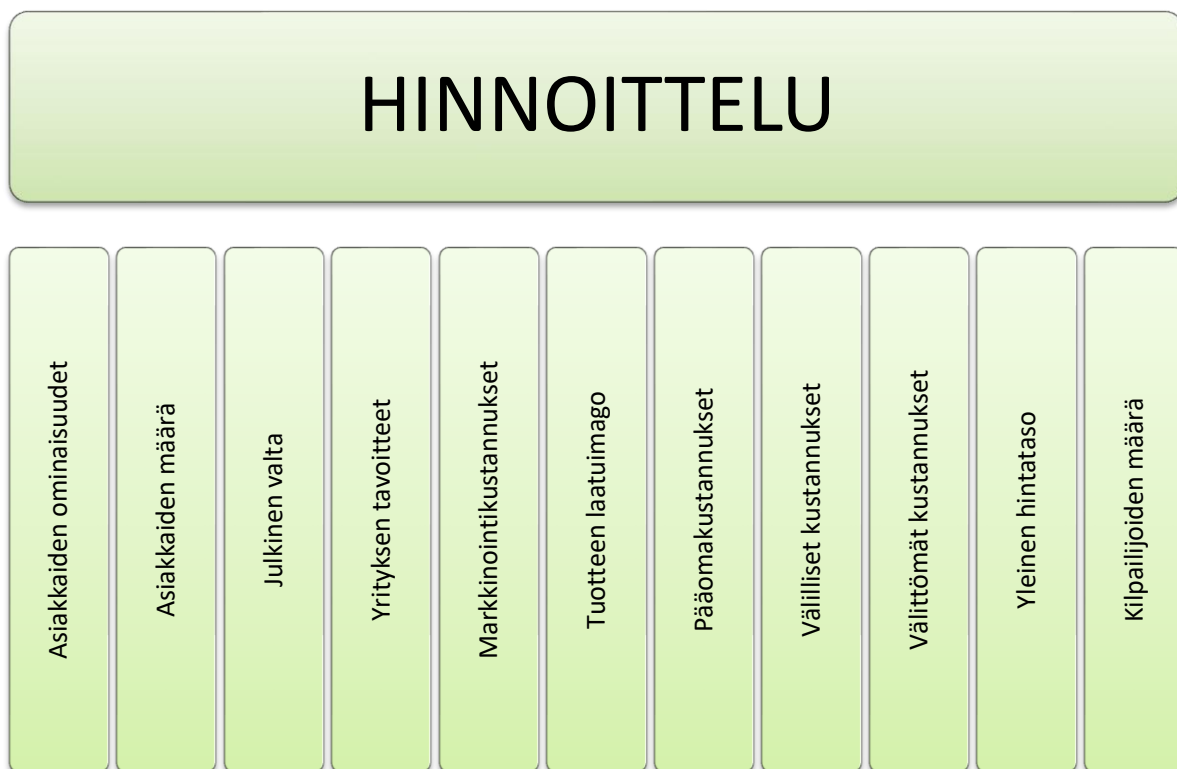 HINNOITTELU
Asiakkaiden ominaisuudet
Asiakkaiden määrä
Julkinen valta
Yrityksen tavoitteet
Markkinointikustannukset
Tuotteen laatuimago
Pääomakustannukset
Välilliset kustannukset
Välittömät kustannukset
Yleinen hintataso
Kilpailijoiden määrä